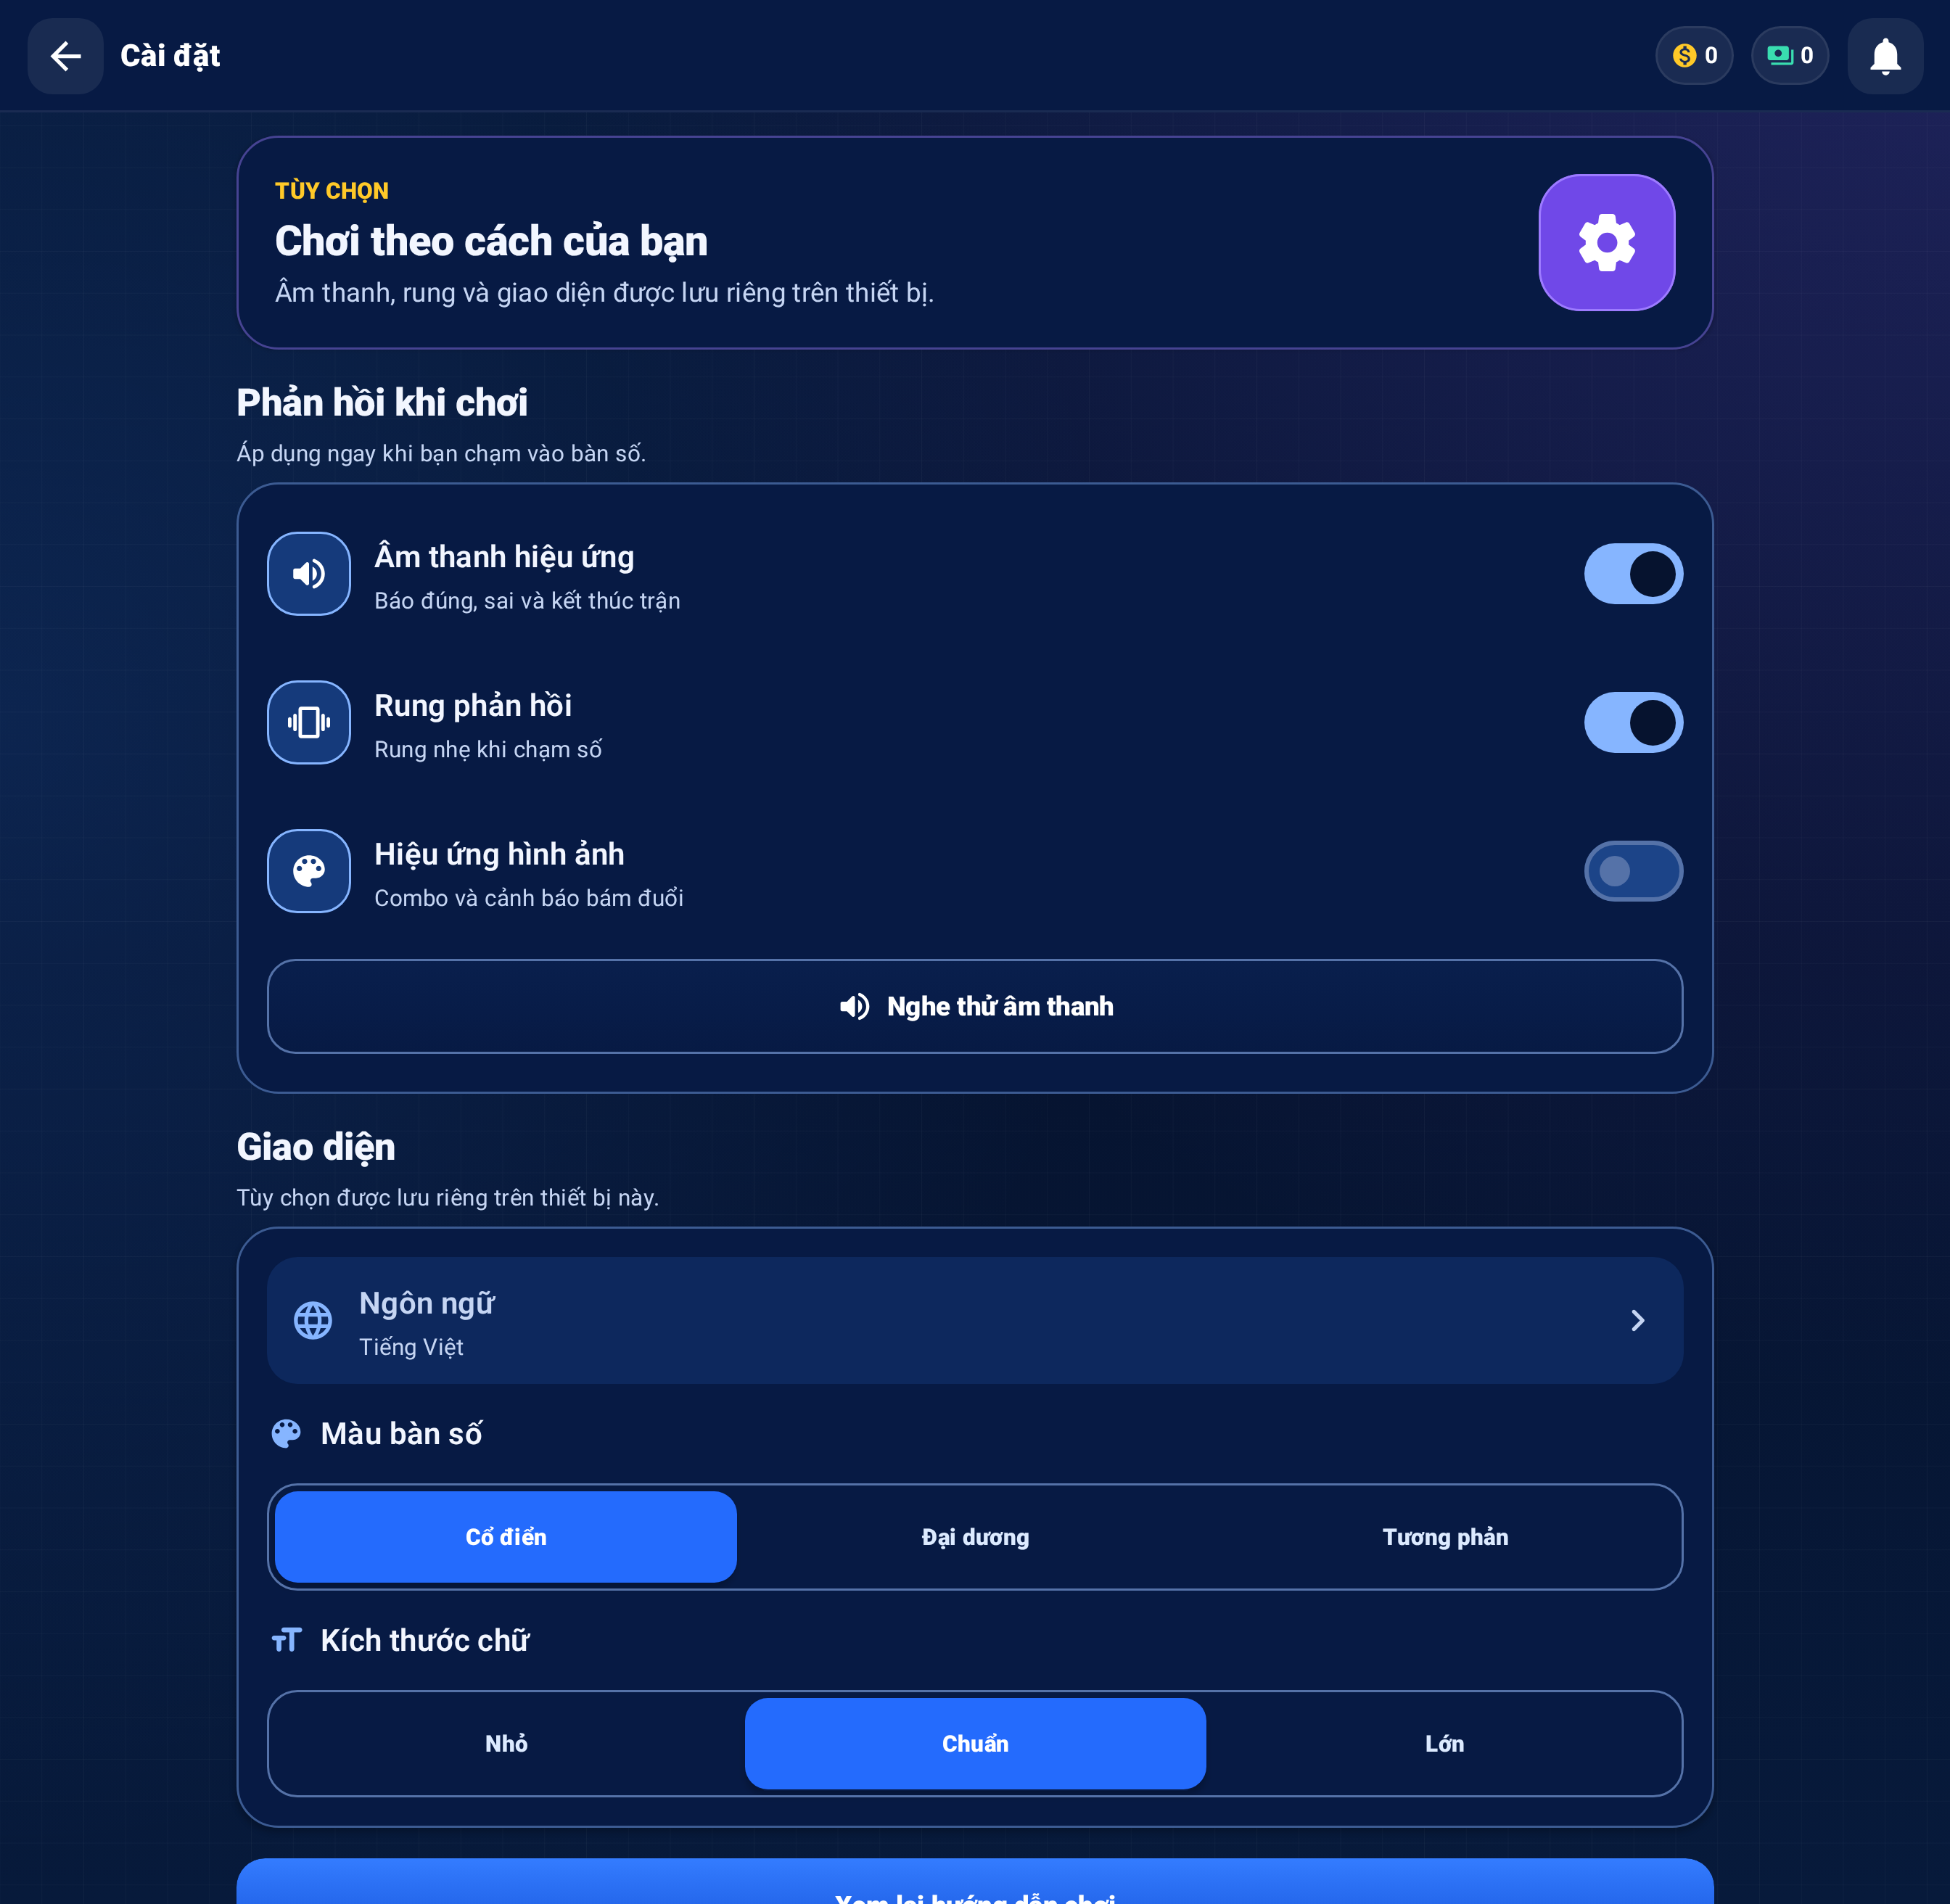 Cài đặt
0
0
TÙY CHỌN
Chơi theo cách của bạn
Âm thanh, rung và giao diện được lưu riêng trên thiết bị.
Phản hồi khi chơi
Áp dụng ngay khi bạn chạm vào bàn số.
Âm thanh hiệu ứng
Báo đúng, sai và kết thúc trận
Rung phản hồi
Rung nhẹ khi chạm số
Hiệu ứng hình ảnh
Combo và cảnh báo bám đuổi
Nghe thử âm thanh
Giao diện
Tùy chọn được lưu riêng trên thiết bị này.
Ngôn ngữ
Tiếng Việt
Màu bàn số
Cổ điển
Đại dương
Tương phản
Kích thước chữ
Nhỏ
Chuẩn
Lớn
Xem lại hướng dẫn chơi